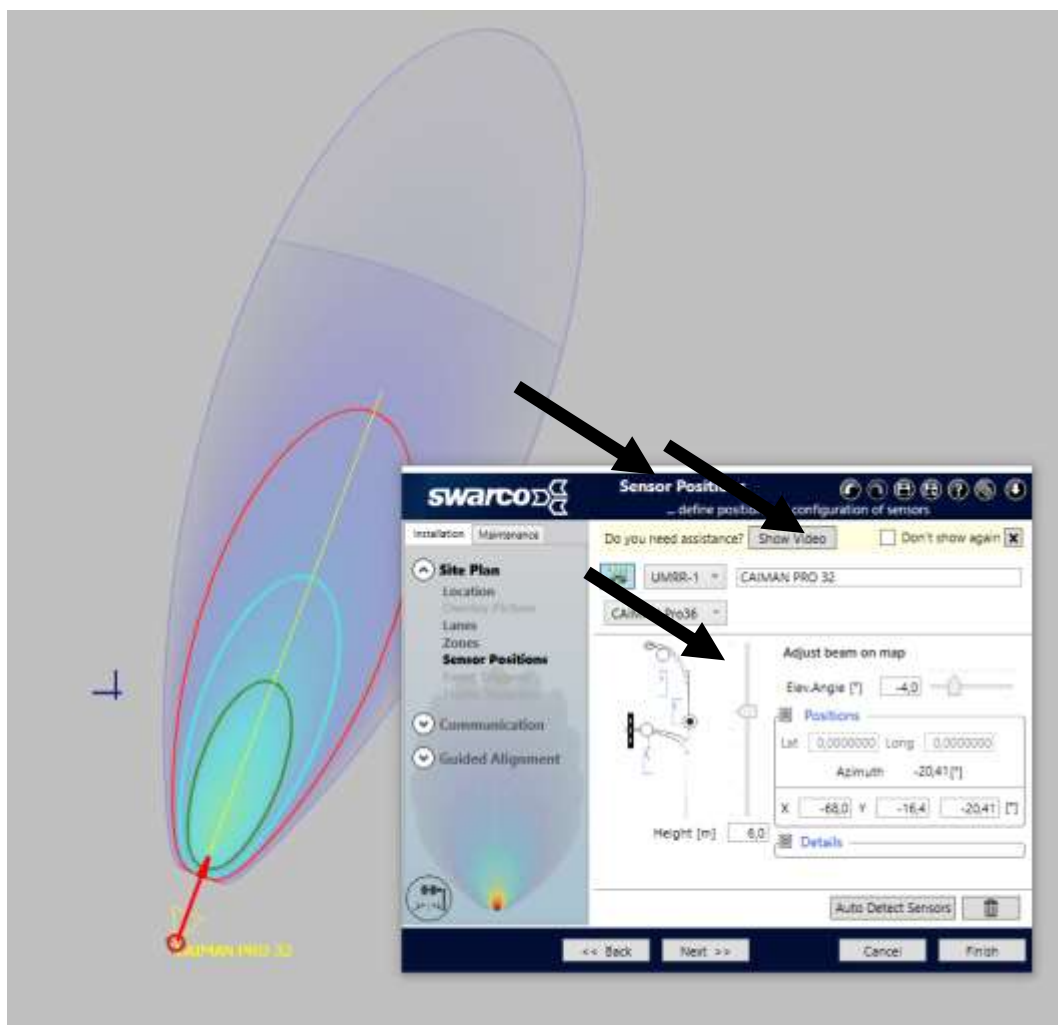 swarco
Sensor Positions
... define configuration of sensors
Installation Maintenance
Do you need assistance? Show Video Don't show again
Site Plan
Location
Lanes
Zones
Sensor Positions
Communication
Guided Alignment
UMRR-1 CAIMAN PRO 32
Pro36
Adjust beam on map
Elev.Angle [°] -4,0
Positions
Lat 0,0000000 Long 0,0000000
Azimuth -20,41[°]
X -68,0 Y -16,4 -20,41 [°]
Height [m] 6,0
Details
Auto Detect Sensors
<< Back Next >> Cancel Finish
CAIMAN PRO 32